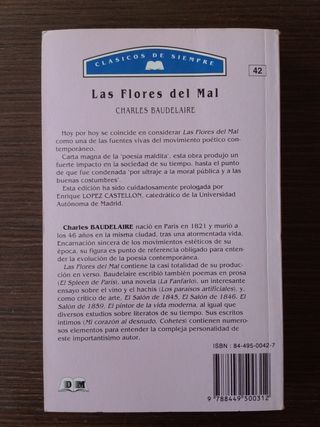 CLÁSICOS DE SIEMPRE
42
Las Flores del Mal
CHARLES BAUDELAIRE
Hoy por hoy se coincide en considerar Las Flores del Mal
como una de las fuentes vivas del movimiento poético con-
temporáneo.
Carta magna de la 'poesía maldita', esta obra produjo un
fuerte impacto en la sociedad de su tiempo, hasta el punto
de que fue condenada 'por ultraje a la moral pública y a las
buenas costumbres'.
Esta edición ha sido cuidadosamente prologada por
Enrique LOPEZ CASTELLON, catedrático de la Universidad
Autónoma de Madrid.
Charles BAUDELAIRE nació en París en 1821 y murió a
los 46 años en la misma ciudad, tras una atormentada vida.
Encarnación sincera de los movimientos estéticos de su
época, su figura es punto de referencia obligado para enten-
der la evolución de la poesía contemporánea.
Las Flores del Mal contiene la casi totalidad de su produc-
ción en verso. Baudelaire escribió también poemas en prosa
(El Spleen de París), una novela (La Fanfarlo), un interesante
ensayo sobre el vino y el hachís (Los paraísos artificiales), y,
como crítico de arte, El Salón de 1845, El Salón de 1846, El
Salón de 1859, El pintor de la vida moderna, al igual que
diversos estudios sobre literatos de su tiempo. Sus escritos
íntimos (Mi corazón al desnudo, Cohetes) contienen numero-
sos elementos para entender la compleja personalidad de
este importantísimo autor.
ISBN: 84-495-0042-7
D M
9 788449 500312